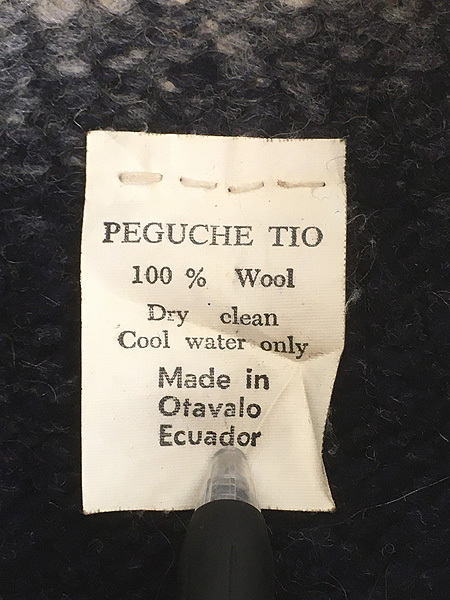 PEGUCHE TIO
100 % Wool
Dry clean
Cool water only
Made in
Otavalo
Ecuador